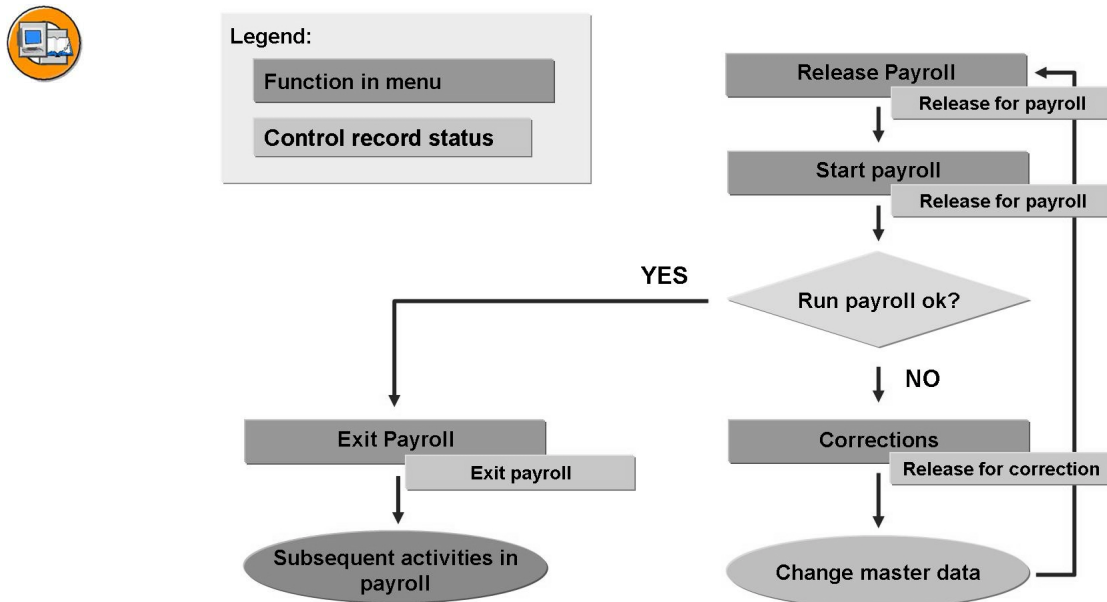 Legend:
Function in menu
Control record status
Release Payroll
Release for payroll
Start payroll
Release for payroll
Run payroll ok?
YES
NO
Exit Payroll
Exit payroll
Corrections
Release for correction
Subsequent activities in
payroll
Change master data